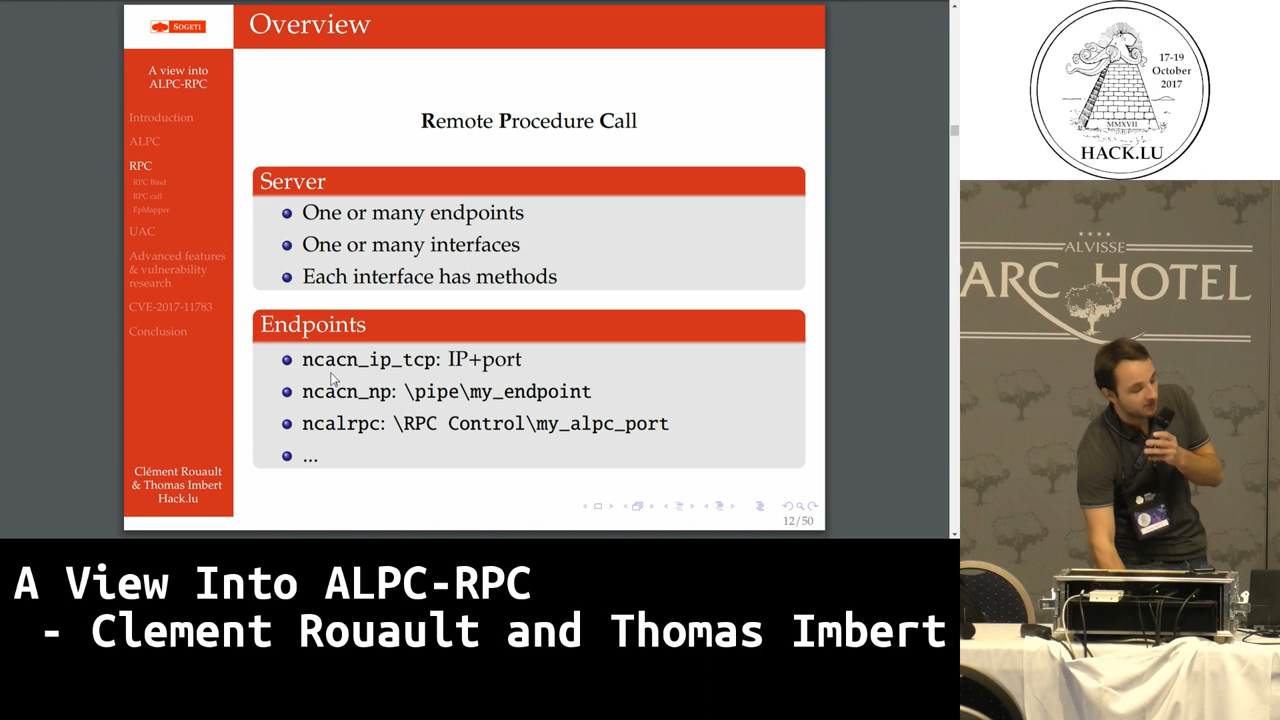 SOGETI
Overview
A view into
ALPC-RPC
Introduction
ALPC
RPC
RPC Bind
RPC call
EpMapper
UAC
Advanced features
& vulnerability
research
CVE-2017-11783
Conclusion
Clément Rouault
& Thomas Imbert
Hack.lu
Remote Procedure Call
Server
One or many endpoints
One or many interfaces
Each interface has methods
Endpoints
ncacn_ip_tcp: IP+port
ncacn_np: \pipe\my_endpoint
ncalrpc: \RPC Control\my_alpc_port
...
12/50
17-19
October
2017
MMXVII
HACK.LU
ALVISSE
PARC HOTEL
A View Into ALPC-RPC
- Clement Rouault and Thomas Imbert